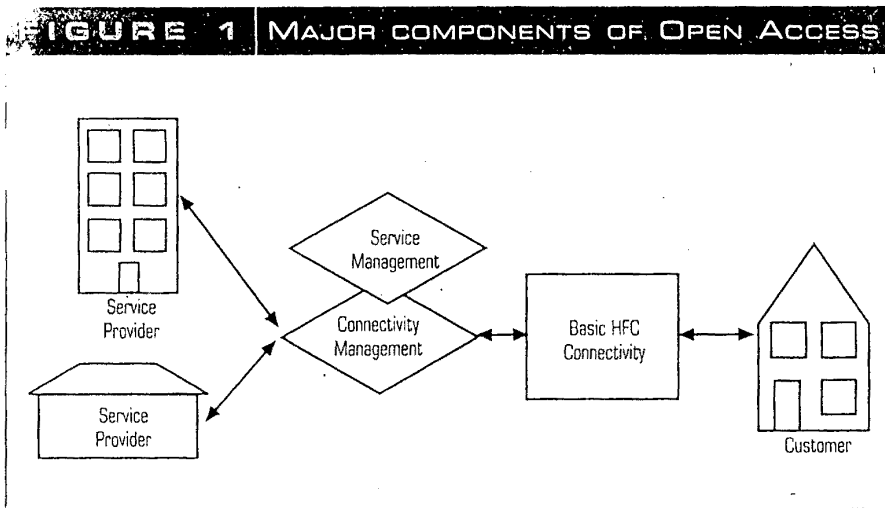 FIGURE 1 MAJOR COMPONENTS OF OPEN ACCESS
Service
Provider
Service
Provider
Service
Management
Connectivity
Management
Basic HFC
Connectivity
Customer